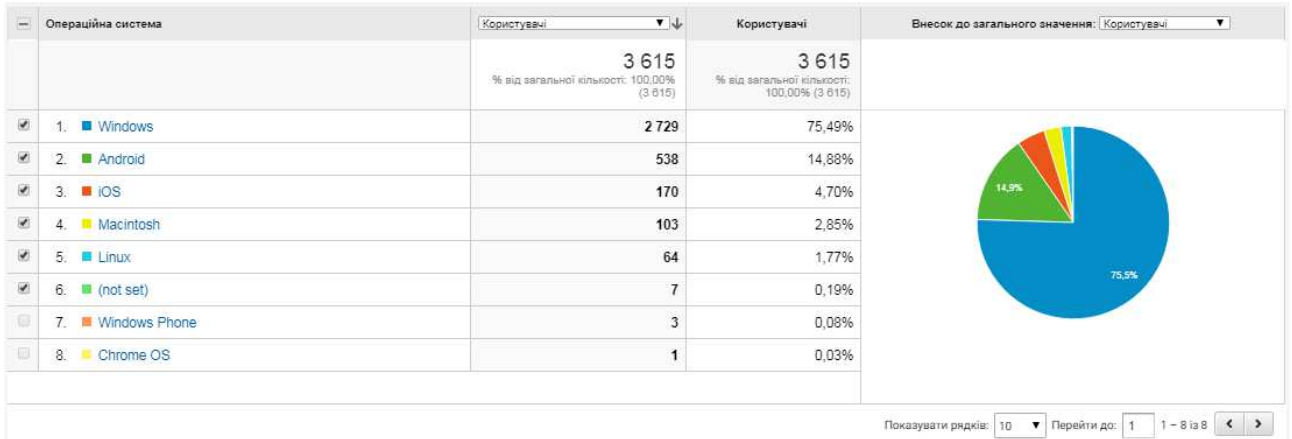 Операційна система Користувачі Користувачі Внесок до загального значення: Користувачі
3 615 3 615
% від загальної кількості: 100,00% % від загальної кількості:
(3 615) 100,00% (3 615)
1. Windows 2 729 75,49%
2. Android 538 14,88%
3. iOS 170 4,70%
4. Macintosh 103 2,85%
5. Linux 64 1,77%
6. (not set) 7 0,19%
7. Windows Phone 3 0,08%
8. Chrome OS 1 0,03%
14,9%
75,5%
Показувати рядків: 10 Перейти до: 1 1 – 8 із 8